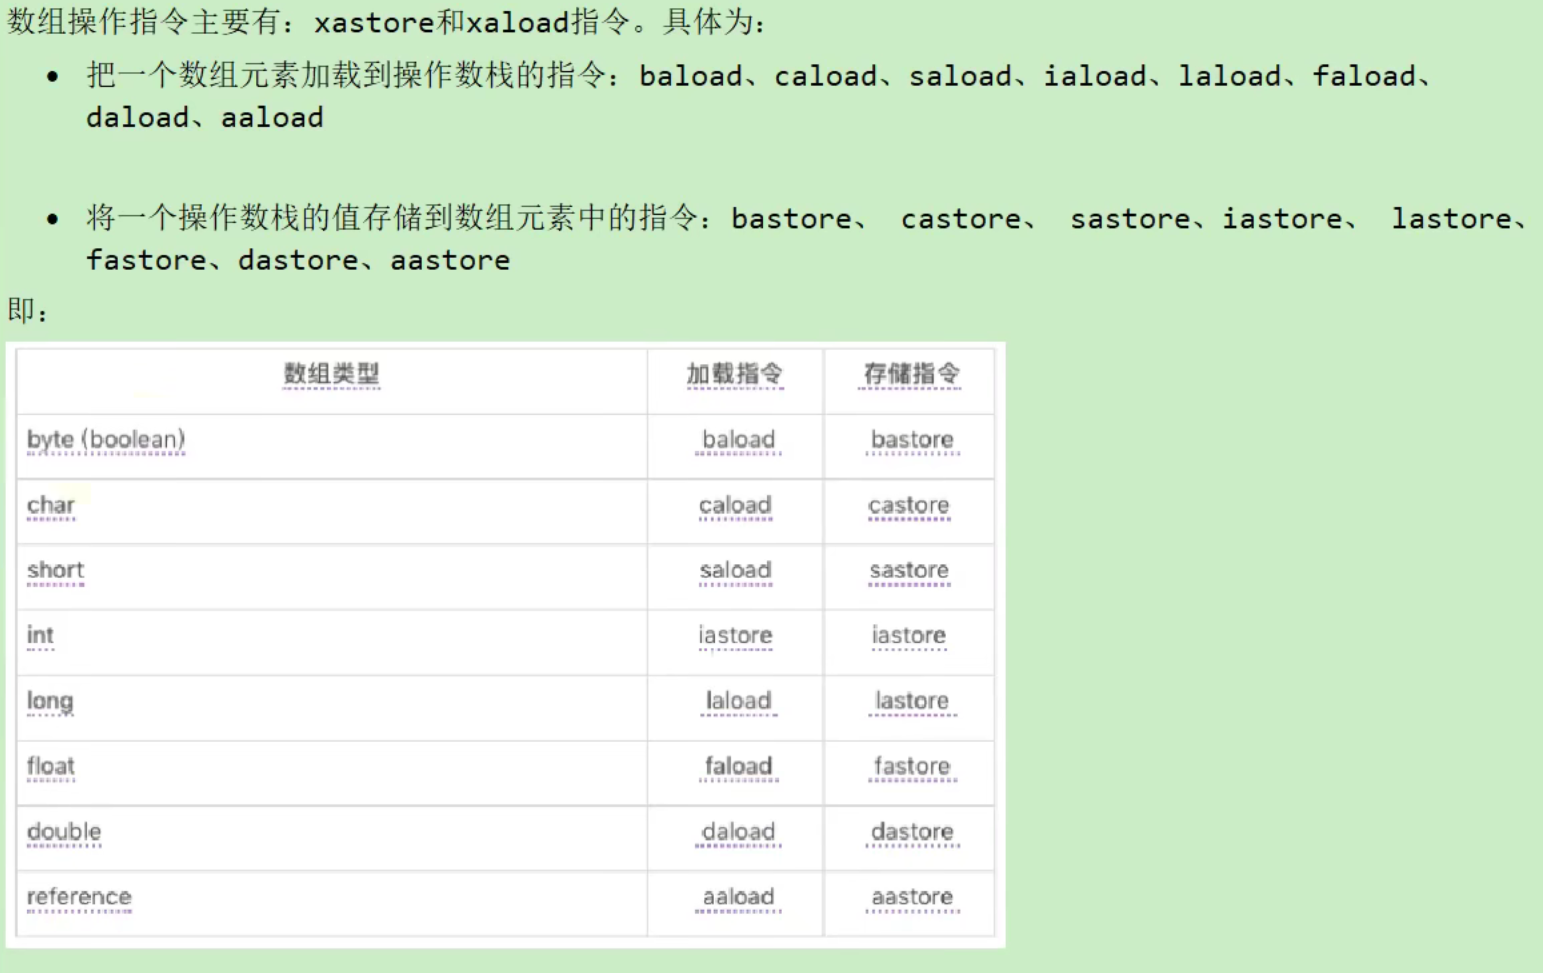 数组操作指令主要有：xastore和xaload指令。具体为：
• 把一个数组元素加载到操作数栈的指令：baload、caload、saload、iaload、laload、faload、
daload、aaload
• 将一个操作数栈的值存储到数组元素中的指令：bastore、 castore、 sastore、iastore、 lastore、
fastore、dastore、aastore
即：
数组类型 加载指令 存储指令
byte (boolean) baload bastore
char caload castore
short saload sastore
int iastore iastore
long laload lastore
float faload fastore
double daload dastore
reference aaload aastore